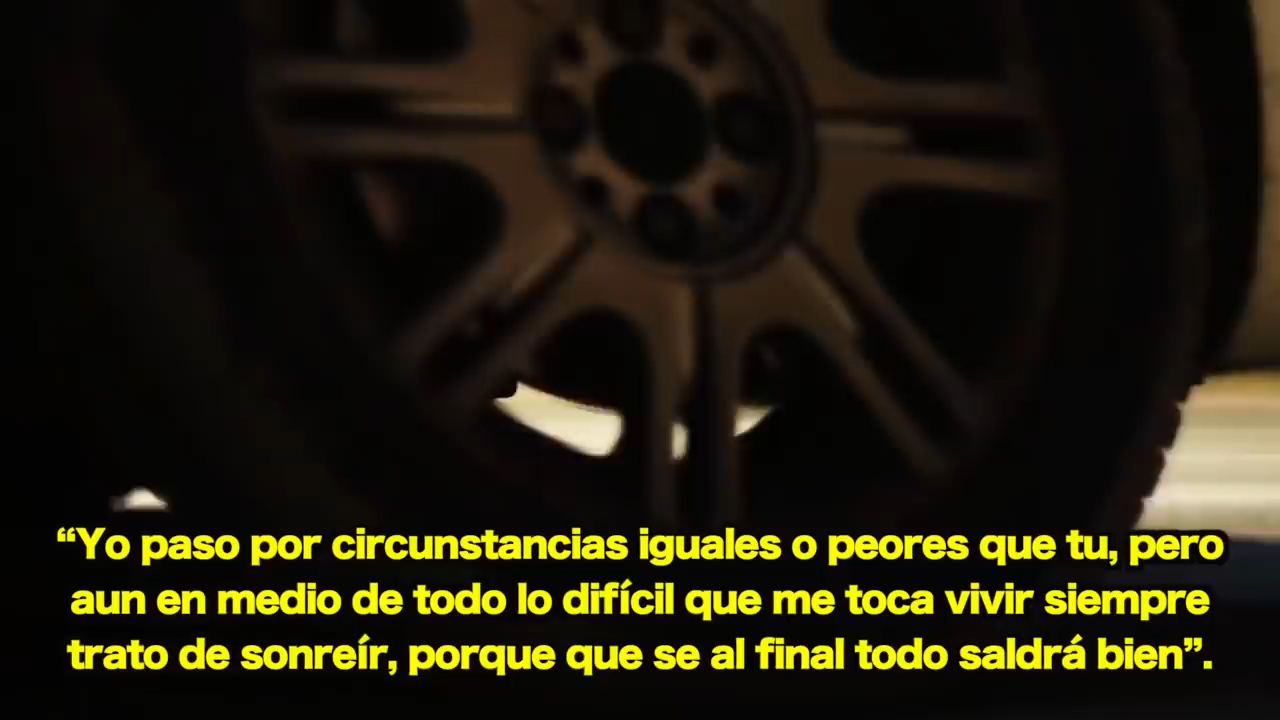 “Yo paso por circunstancias iguales o peores que tu, pero
aun en medio de todo lo difícil que me toca vivir siempre
trato de sonreír, porque que se al final todo saldrá bien”.